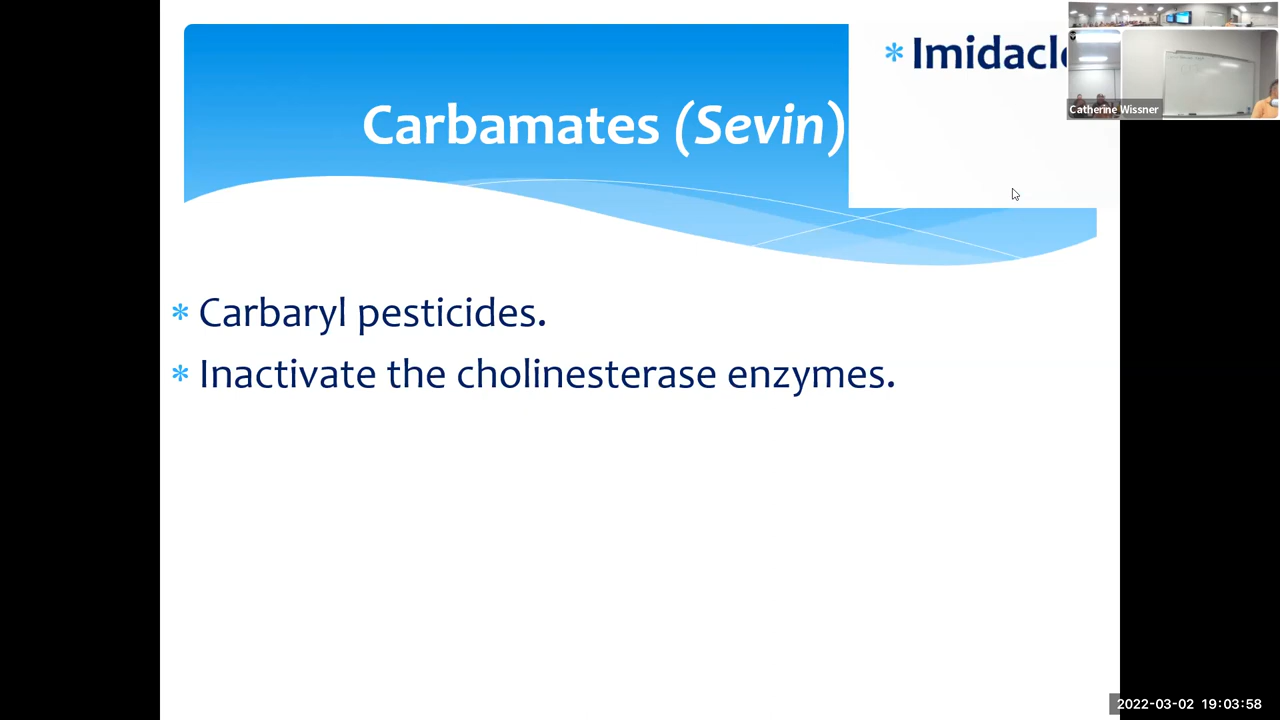 * Imidacl
Carbamates (Sevin)
Catherine Wissner
* Carbaryl pesticides.
* Inactivate the cholinesterase enzymes.
2022-03-02 19:03:58